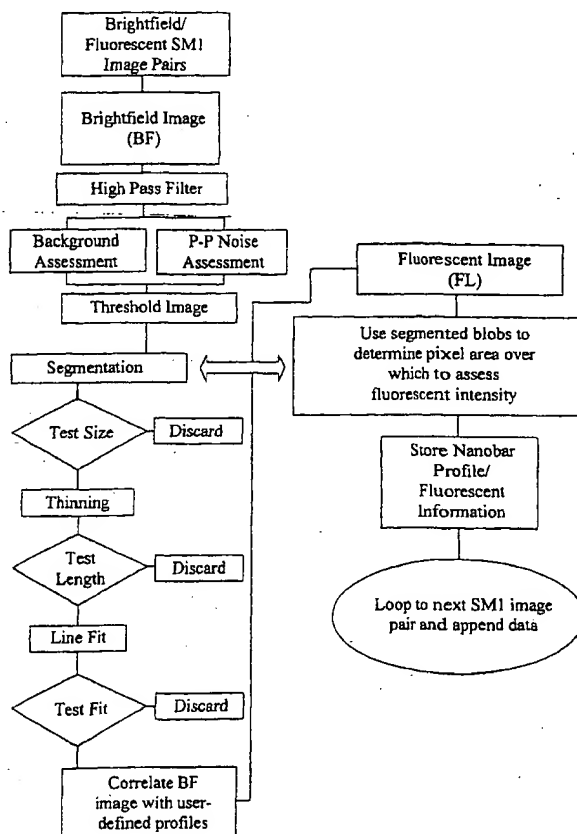 Brightfield/
Fluorescent SM1
Image Pairs
Brightfield Image
(BF)
High Pass Filter
Background
Assessment
P-P Noise
Assessment
Threshold Image
Segmentation
Test Size
Discard
Thinning
Test
Length
Discard
Line Fit
Test Fit
Discard
Correlate BF
image with user-
defined profiles
Fluorescent Image
(FL)
Use segmented blobs to
determine pixel area over
which to assess
fluorescent intensity
Store Nanobar
Profile/
Fluorescent
Information
Loop to next SM1 image
pair and append data